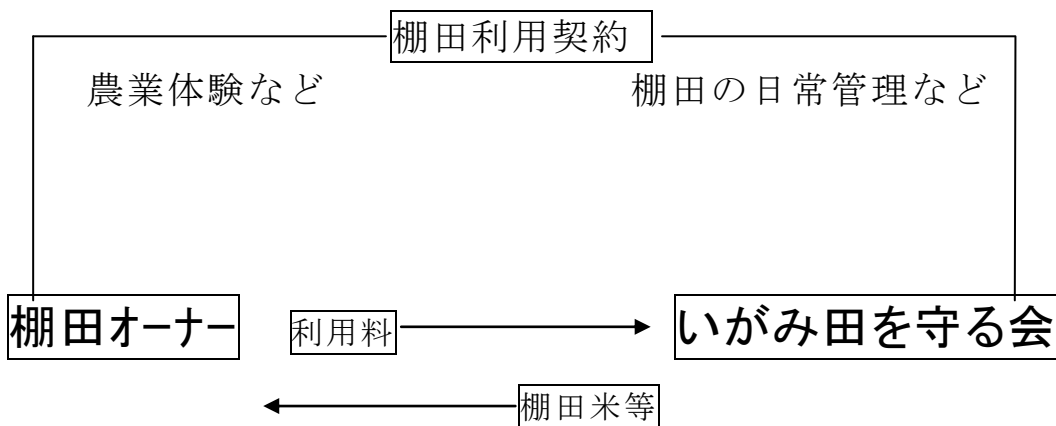 棚田利用契約
農業体験など
棚田の日常管理など
棚田オーナー
利用料
いがみ田を守る会
棚田米等